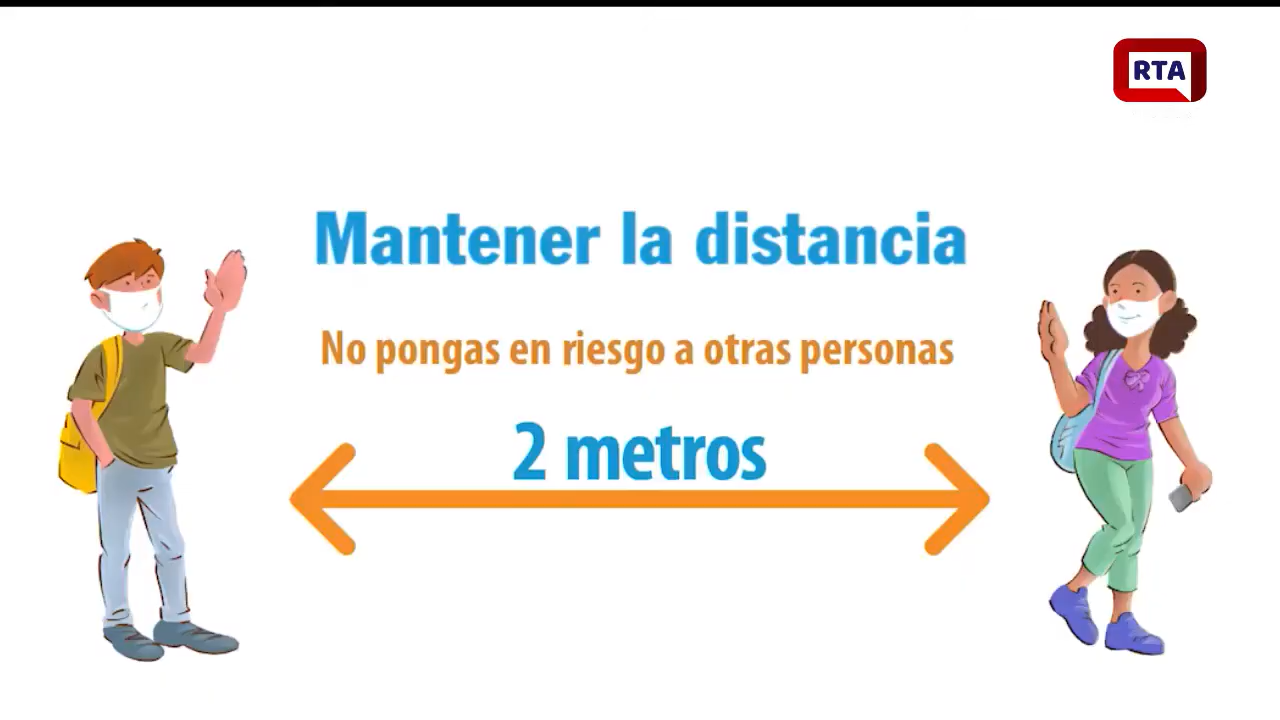 RTA
Mantener la distancia
No pongas en riesgo a otras personas
2 metros